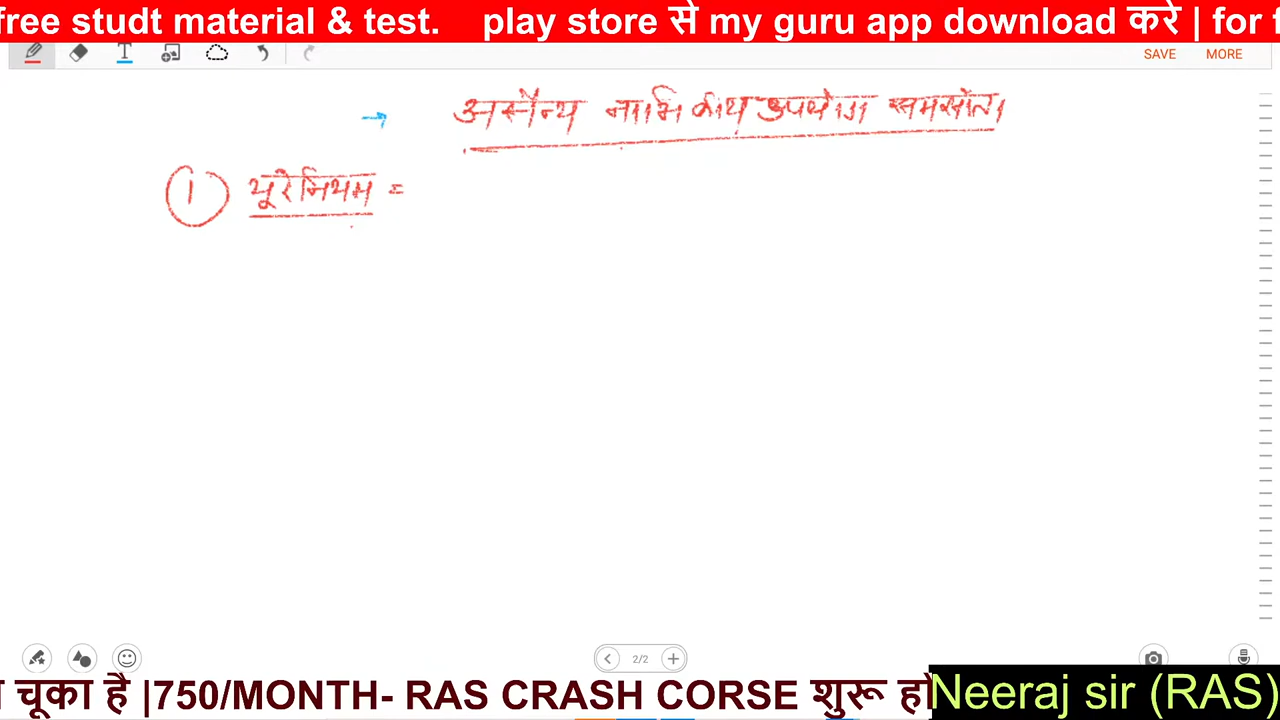 free studt material & test. play store से my guru app download करे | for f
SAVE MORE
→ असैन्य नाभिकीय उपयोग समझौता
① यूरेनियम =
2/2
चूका है |750/MONTH- RAS CRASH CORSE शुरू हो
Neeraj sir (RAS)